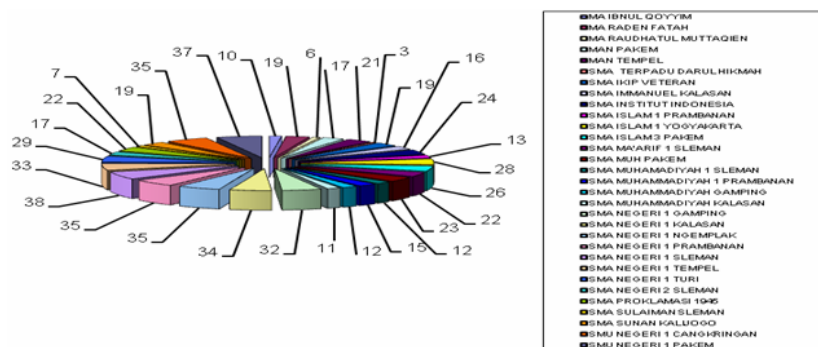 37
10
6
3
35
19
17
21
16
7
19
19
24
22
17
13
29
28
33
26
38
22
35
23
35
34
32
11
12
15
12
MA IBNUL QOYYIM
MA RADEN FATAH
MA RAUDHATUL MUTTAQIEN
MAN PAKEM
MAN TEMPEL
SMA TERPADU DARUL HIKMAH
SMA IKIP VETERAN
SMA IMMANUEL KALASAN
SMA INSTITUT INDONESIA
SMA ISLAM 1 PRAMBANAN
SMA ISLAM 1 YOGYAKARTA
SMA ISLAM 3 PAKEM
SMA MA'ARIF 1 SLEMAN
SMA MUH PAKEM
SMA MUHAMADIYAH 1 SLEMAN
SMA MUHAMMADIYAH 1 PRAMBANAN
SMA MUHAMMADIYAH GAMPING
SMA MUHAMMADIYAH KALASAN
SMA NEGERI 1 GAMPING
SMA NEGERI 1 KALASAN
SMA NEGERI 1 NGEMPLAK
SMA NEGERI 1 PRAMBANAN
SMA NEGERI 1 SLEMAN
SMA NEGERI 1 TEMPEL
SMA NEGERI 1 TURI
SMA NEGERI 2 SLEMAN
SMA PROKLAMASI 1945
SMA SULAIMAN SLEMAN
SMA SUNAN KALIJOGO
SMU NEGERI 1 CANGKRINGAN
SMU NEGERI 1 PAKEM